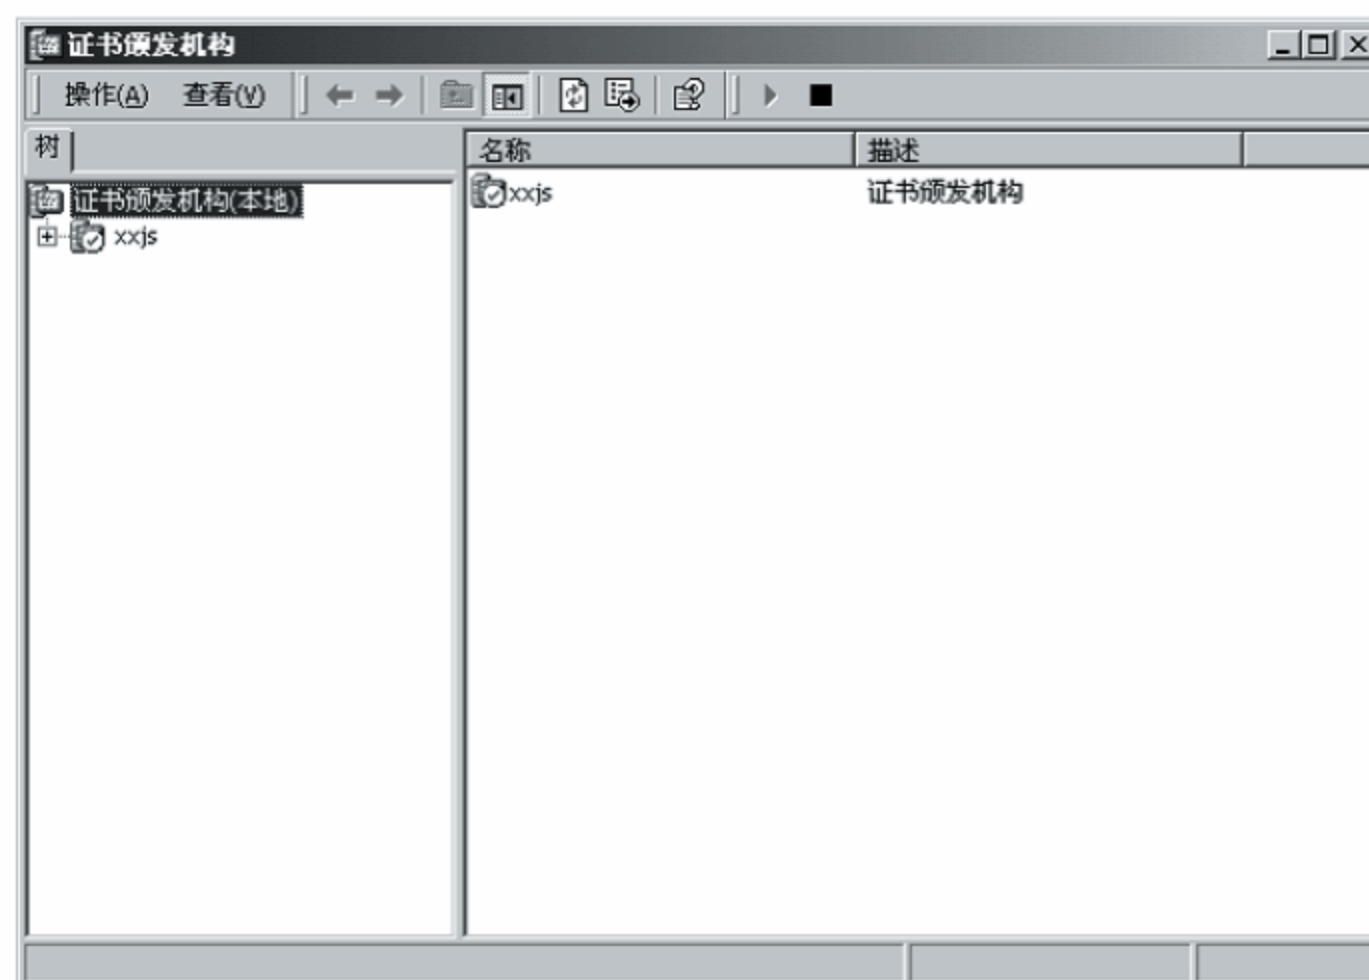 证书颁发机构
操作(A) 查看(V)
树
名称 描述
证书颁发机构(本地)
xxjs 证书颁发机构
xxjs